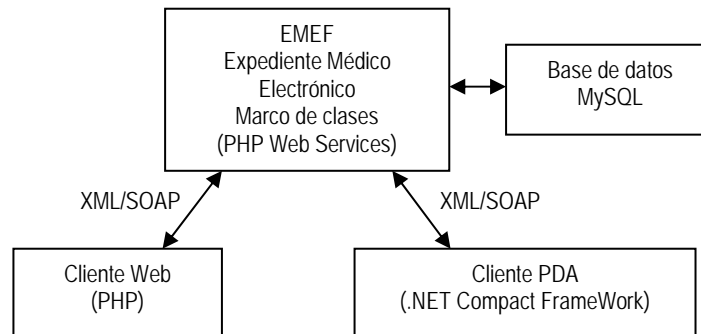 EMEF
Expediente Médico
Electrónico
Marco de clases
(PHP Web Services)
Base de datos
MySQL
XML/SOAP
XML/SOAP
Cliente Web
(PHP)
Cliente PDA
(.NET Compact FrameWork)